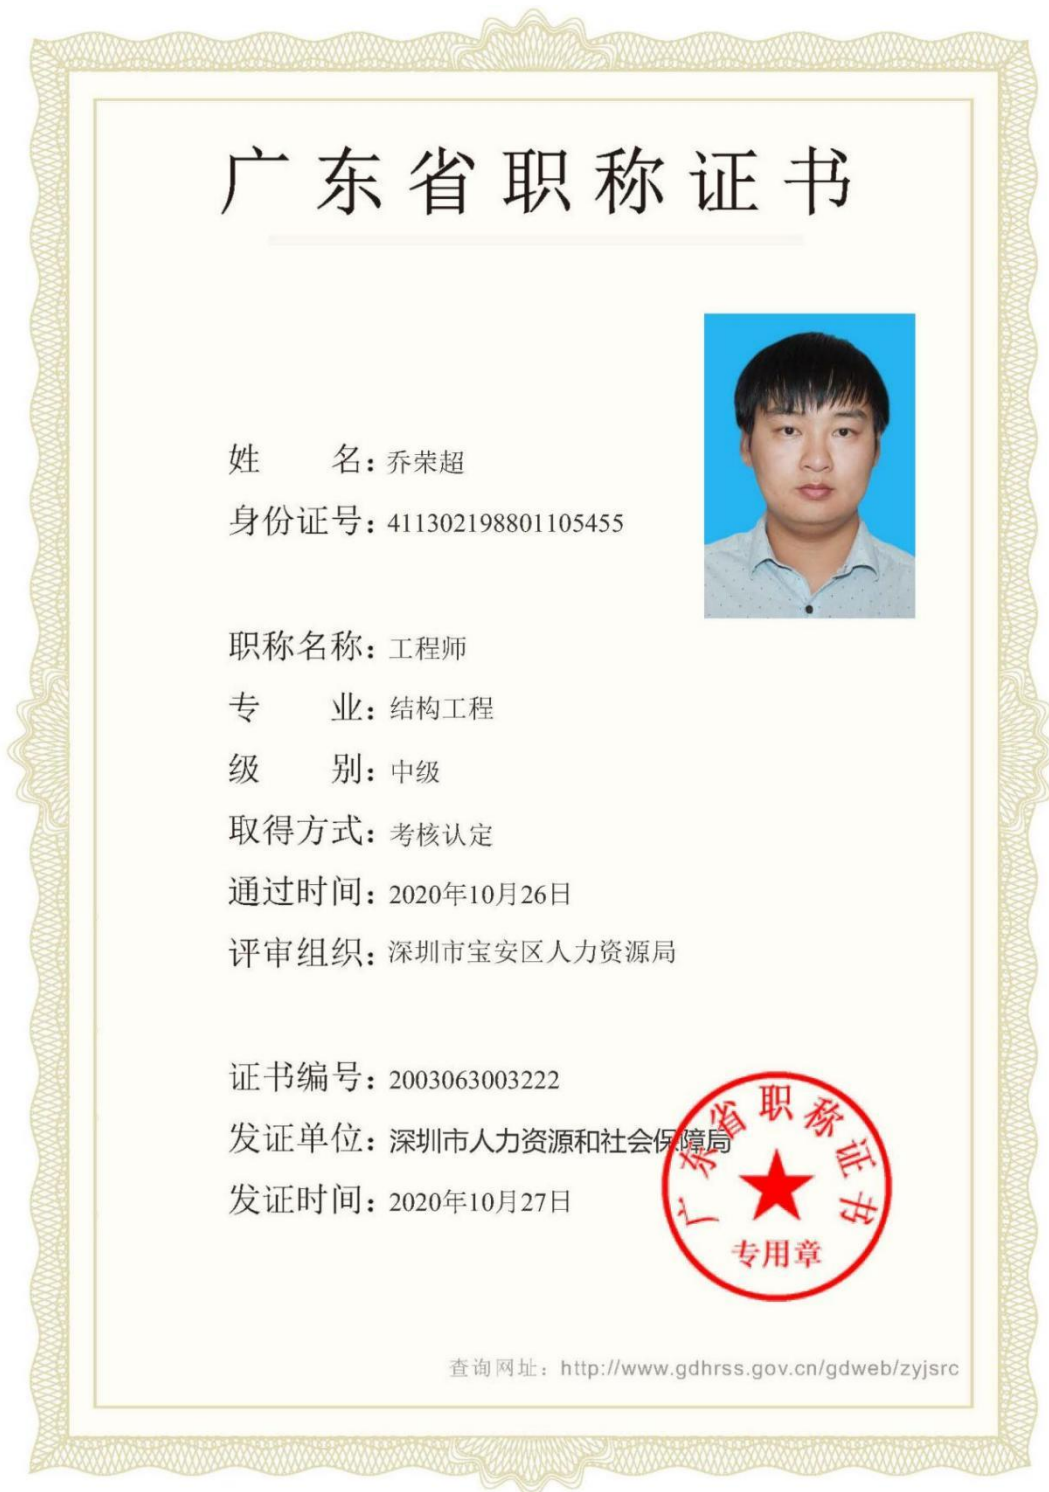 广东省职称证书
姓名：乔荣超
身份证号：411302198801105455
职称名称：工程师
专业：结构工程
级别：中级
取得方式：考核认定
通过时间：2020年10月26日
评审组织：深圳市宝安区人力资源局
证书编号：2003063003222
发证单位：深圳市人力资源和社会保障局
发证时间：2020年10月27日
广东省职称证书
专用章
查询网址：http://www.gdhrss.gov.cn/gdweb/zyjsrc